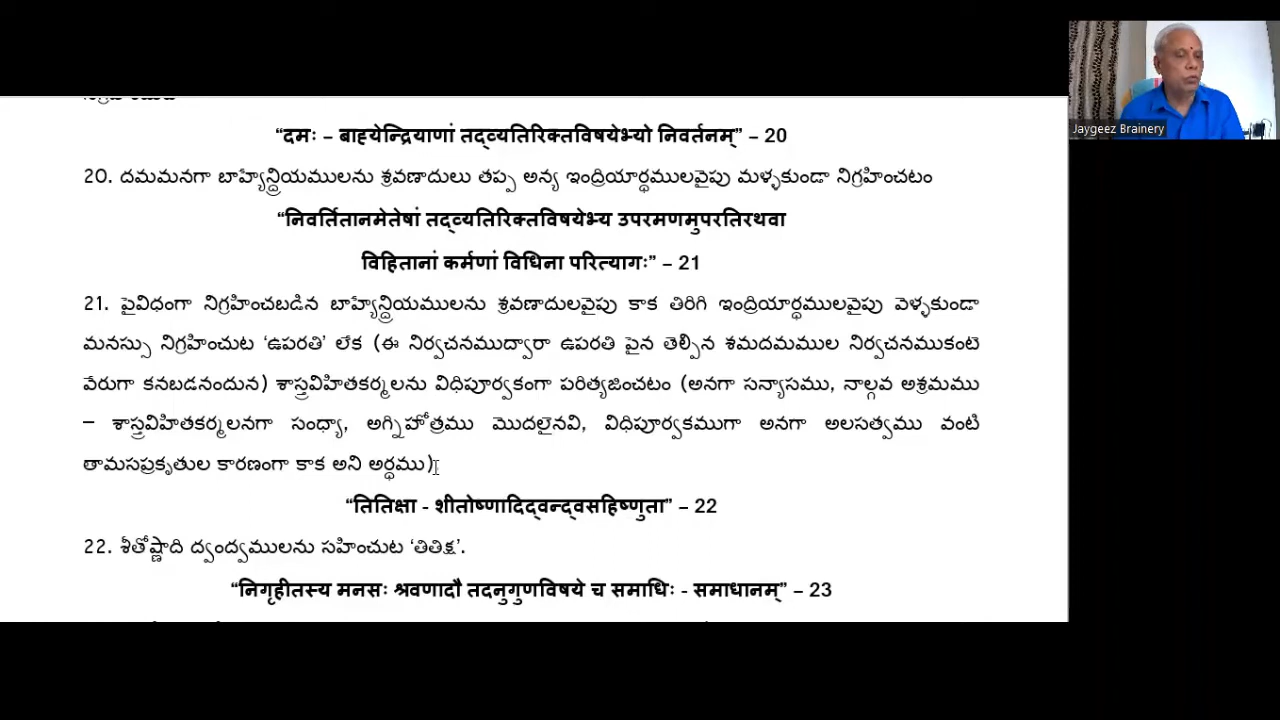 “दमः – बाह्येन्द्रियाणां तद्व्यतिरिक्तविषयेभ्यो निवर्तनम्” – 20
20. దమమనగా బాహ్యేన్ద్రియములను శ్రవణాదులు తప్ప అన్య ఇంద్రియార్థములవైపు మళ్ళకుండా నిగ్రహించటం
“निवर्तितानमेतेषां तद्व्यतिरिक्तविषयेभ्य उपरमणमुपरतिरथवा
विहितानां कर्मणां विधिना परित्यागः” – 21
21. పైవిధంగా నిగ్రహించబడిన బాహ్యేన్ద్రియములను శ్రవణాదులవైపు కాక తిరిగి ఇంద్రియార్థములవైపు వెళ్ళకుండా
మనస్సు నిగ్రహించుట ‘ఉపరతి’ లేక (ఈ నిర్వచనముద్వారా ఉపరతి పైన తెల్పిన శమదమముల నిర్వచనముకంటె
వేరుగా కనబడనందున) శాస్త్రవిహితకర్మలను విధిపూర్వకంగా పరిత్యజించటం (అనగా సన్యాసము, నాల్గవ అశ్రమము
– శాస్త్రవిహితకర్మలనగా సంధ్యా, అగ్నిహోత్రము మొదలైనవి, విధిపూర్వకముగా అనగా అలసత్వము వంటి
తామసప్రకృతుల కారణంగా కాక అని అర్థము)
“तितिक्षा - शीतोष्णादिद्वन्द्वसहिष्णुता” – 22
22. శీతోష్ణాది ద్వంద్వములను సహించుట ‘తితిక్ష’.
“निगृहीतस्य मनसः श्रवणादौ तदनुगुणविषये च समाधिः - समाधानम्” – 23
Jaygeez Brainery